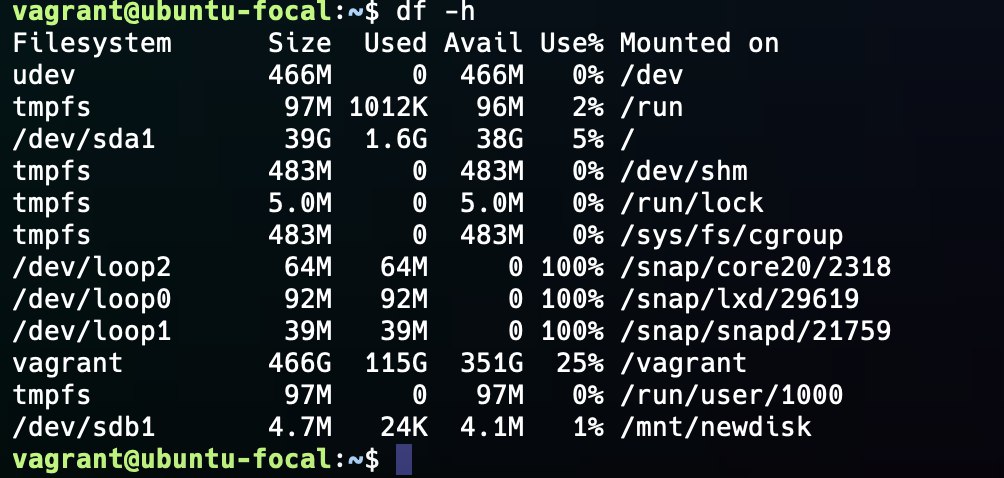 vagrant@ubuntu-focal:~$ df -h
Filesystem      Size  Used Avail Use% Mounted on
udev            466M     0  466M   0% /dev
tmpfs            97M 1012K   96M   2% /run
/dev/sda1        39G  1.6G   38G   5% /
tmpfs           483M     0  483M   0% /dev/shm
tmpfs           5.0M     0  5.0M   0% /run/lock
tmpfs           483M     0  483M   0% /sys/fs/cgroup
/dev/loop2       64M   64M     0 100% /snap/core20/2318
/dev/loop0       92M   92M     0 100% /snap/lxd/29619
/dev/loop1       39M   39M     0 100% /snap/snapd/21759
vagrant         466G  115G  351G  25% /vagrant
tmpfs            97M     0   97M   0% /run/user/1000
/dev/sdb1       4.7M   24K  4.1M   1% /mnt/newdisk
vagrant@ubuntu-focal:~$